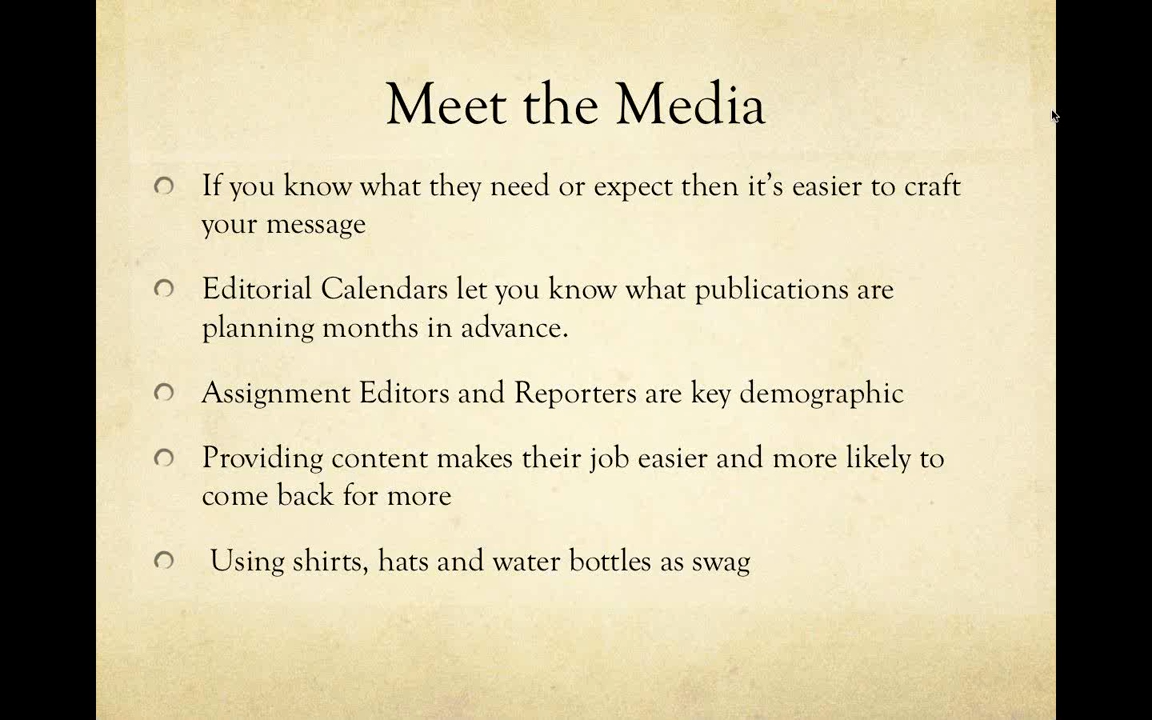 Meet the Media
If you know what they need or expect then it’s easier to craft
your message
Editorial Calendars let you know what publications are
planning months in advance.
Assignment Editors and Reporters are key demographic
Providing content makes their job easier and more likely to
come back for more
Using shirts, hats and water bottles as swag